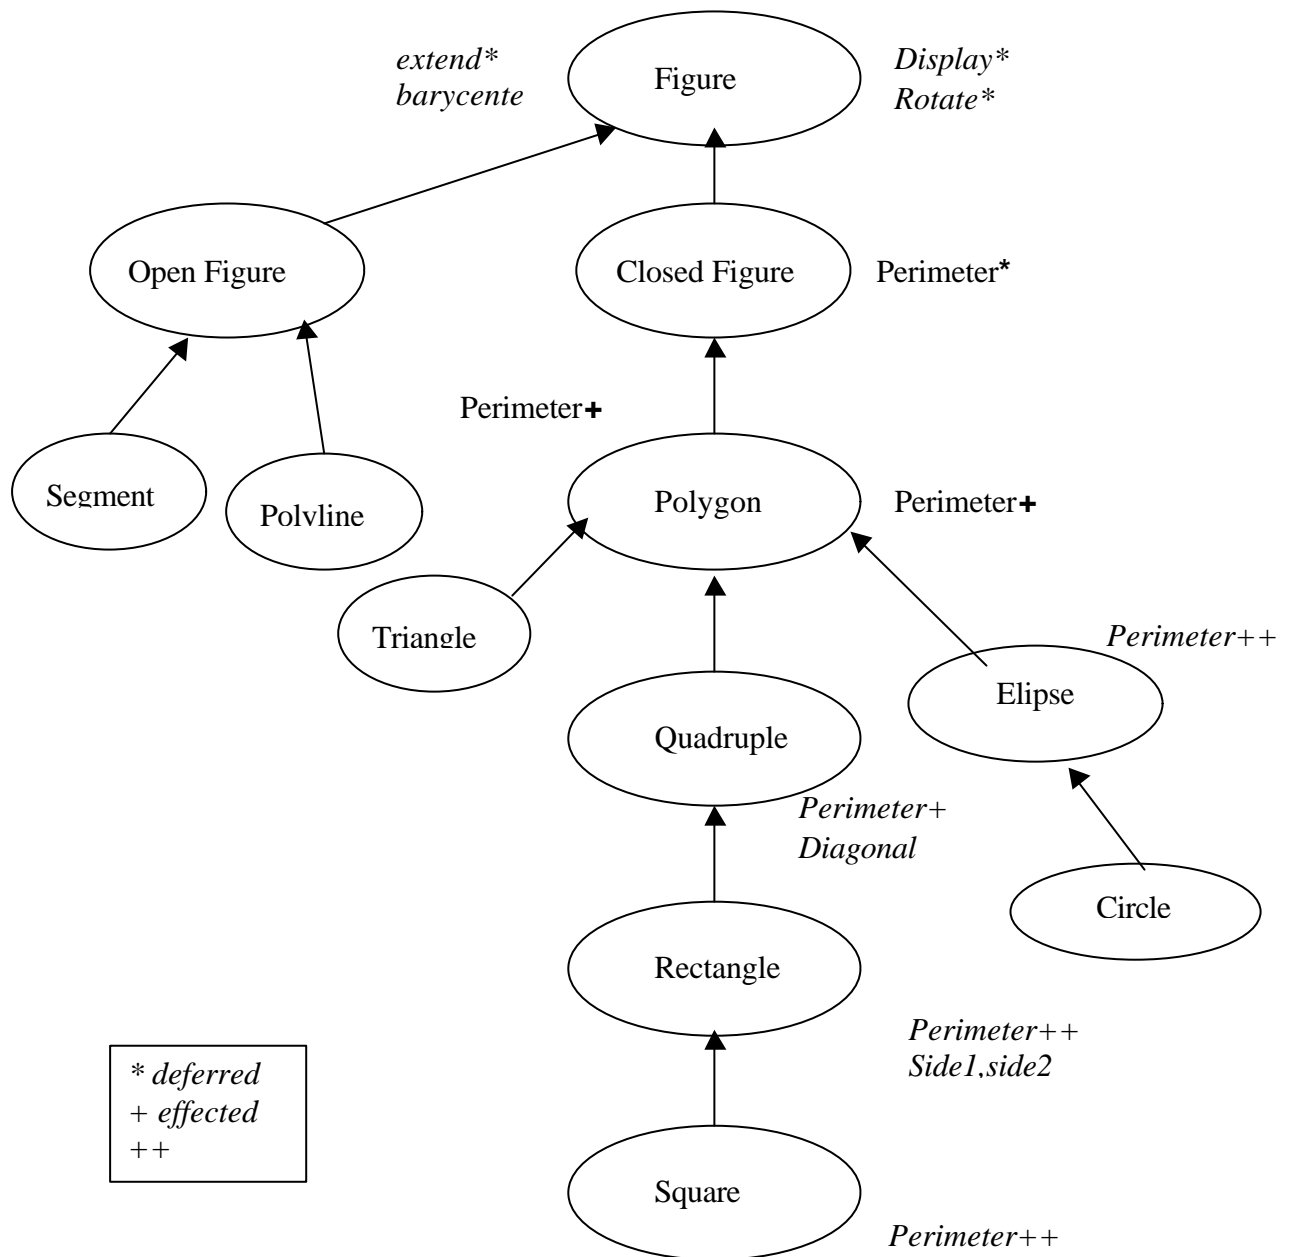 extend*
barycente
Figure
Display*
Rotate*
Open Figure
Closed Figure
Perimeter*
Perimeter+
Segment
Polyline
Polygon
Perimeter+
Triangle
Perimeter++
Elipse
Quadruple
Perimeter+
Diagonal
Circle
Rectangle
Perimeter++
Side1,side2
* deferred
+ effected
++
Square
Perimeter++